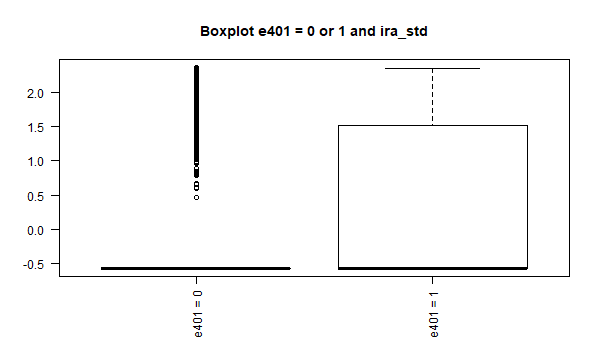 Boxplot e401 = 0 or 1 and ira_std
2.0
1.5
1.0
0.5
0.0
-0.5
e401 = 0
e401 = 1